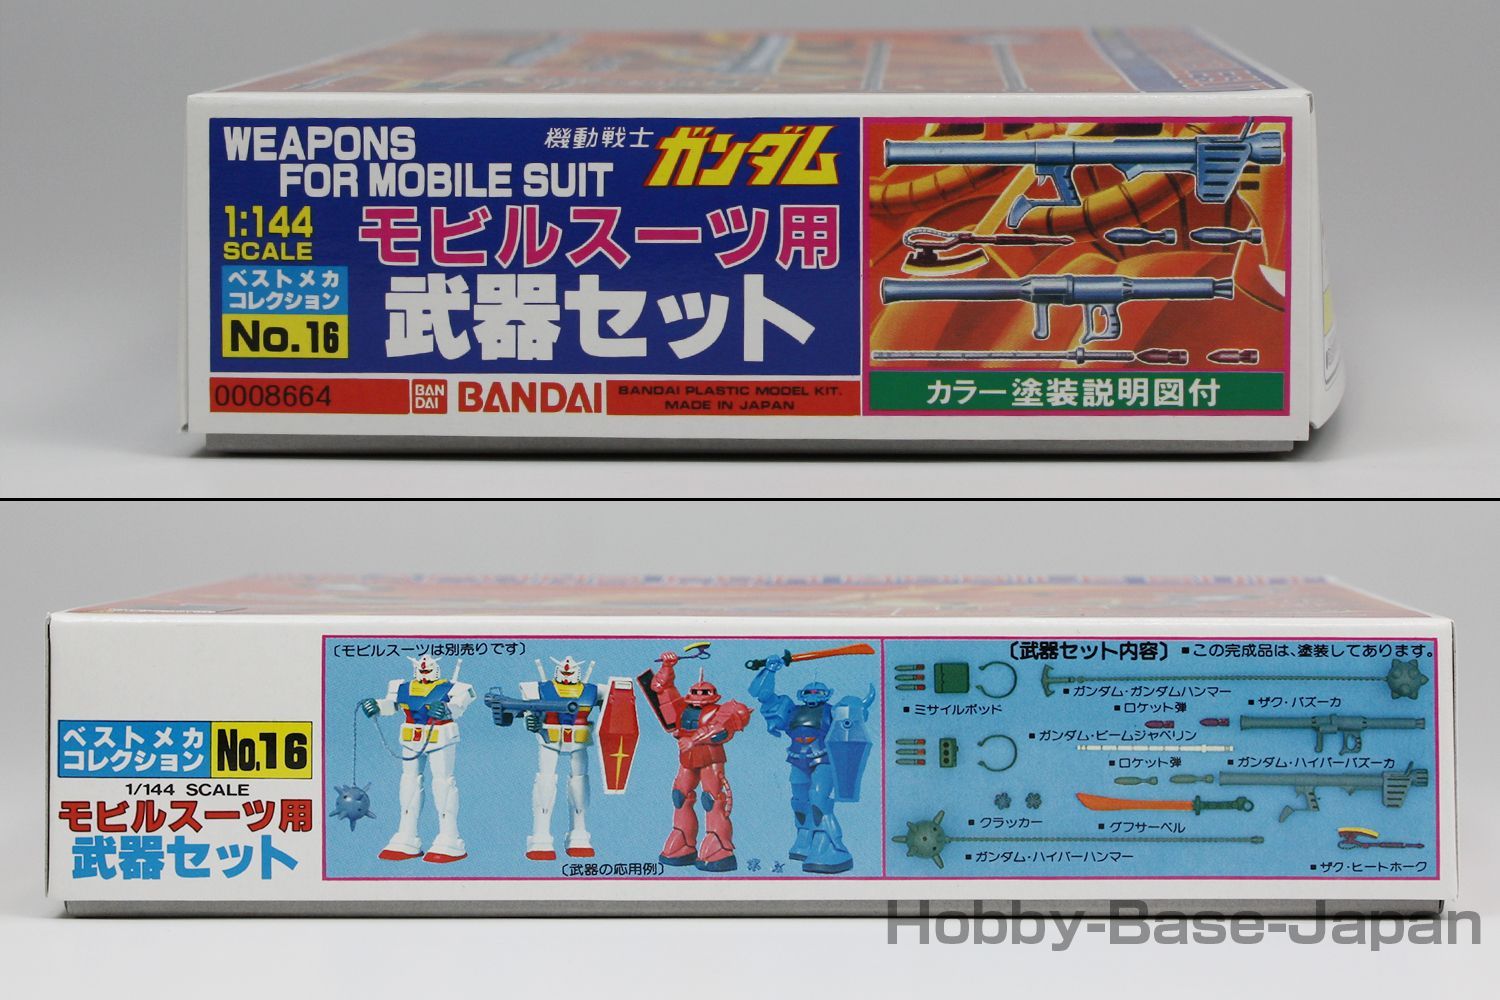 WEAPONS
FOR MOBILE SUIT
機動戦士
ガンダム
1:144
SCALE
モビルスーツ用
ベストメカ
コレクション
No.16
武器セット
0008664
BAN
DAI
BANDAI
BANDAI PLASTIC MODEL KIT.
MADE IN JAPAN
カラー塗装説明図付
ベストメカ
コレクション
No.16
1/144 SCALE
モビルスーツ用
武器セット
〔モビルスーツは別売りです〕
〔武器の応用例〕
〔武器セット内容〕
■この完成品は、塗装してあります。
■ミサイルポッド
■ガンダム・ガンダムハンマー
■ロケット弾
■ザク・バズーカ
■ガンダム・ビームジャベリン
■ロケット弾
■ガンダム・ハイパーバズーカ
■クラッカー
■グフサーベル
■ガンダム・ハイパーハンマー
■ザク・ヒートホーク
Hobby-Base-Japan